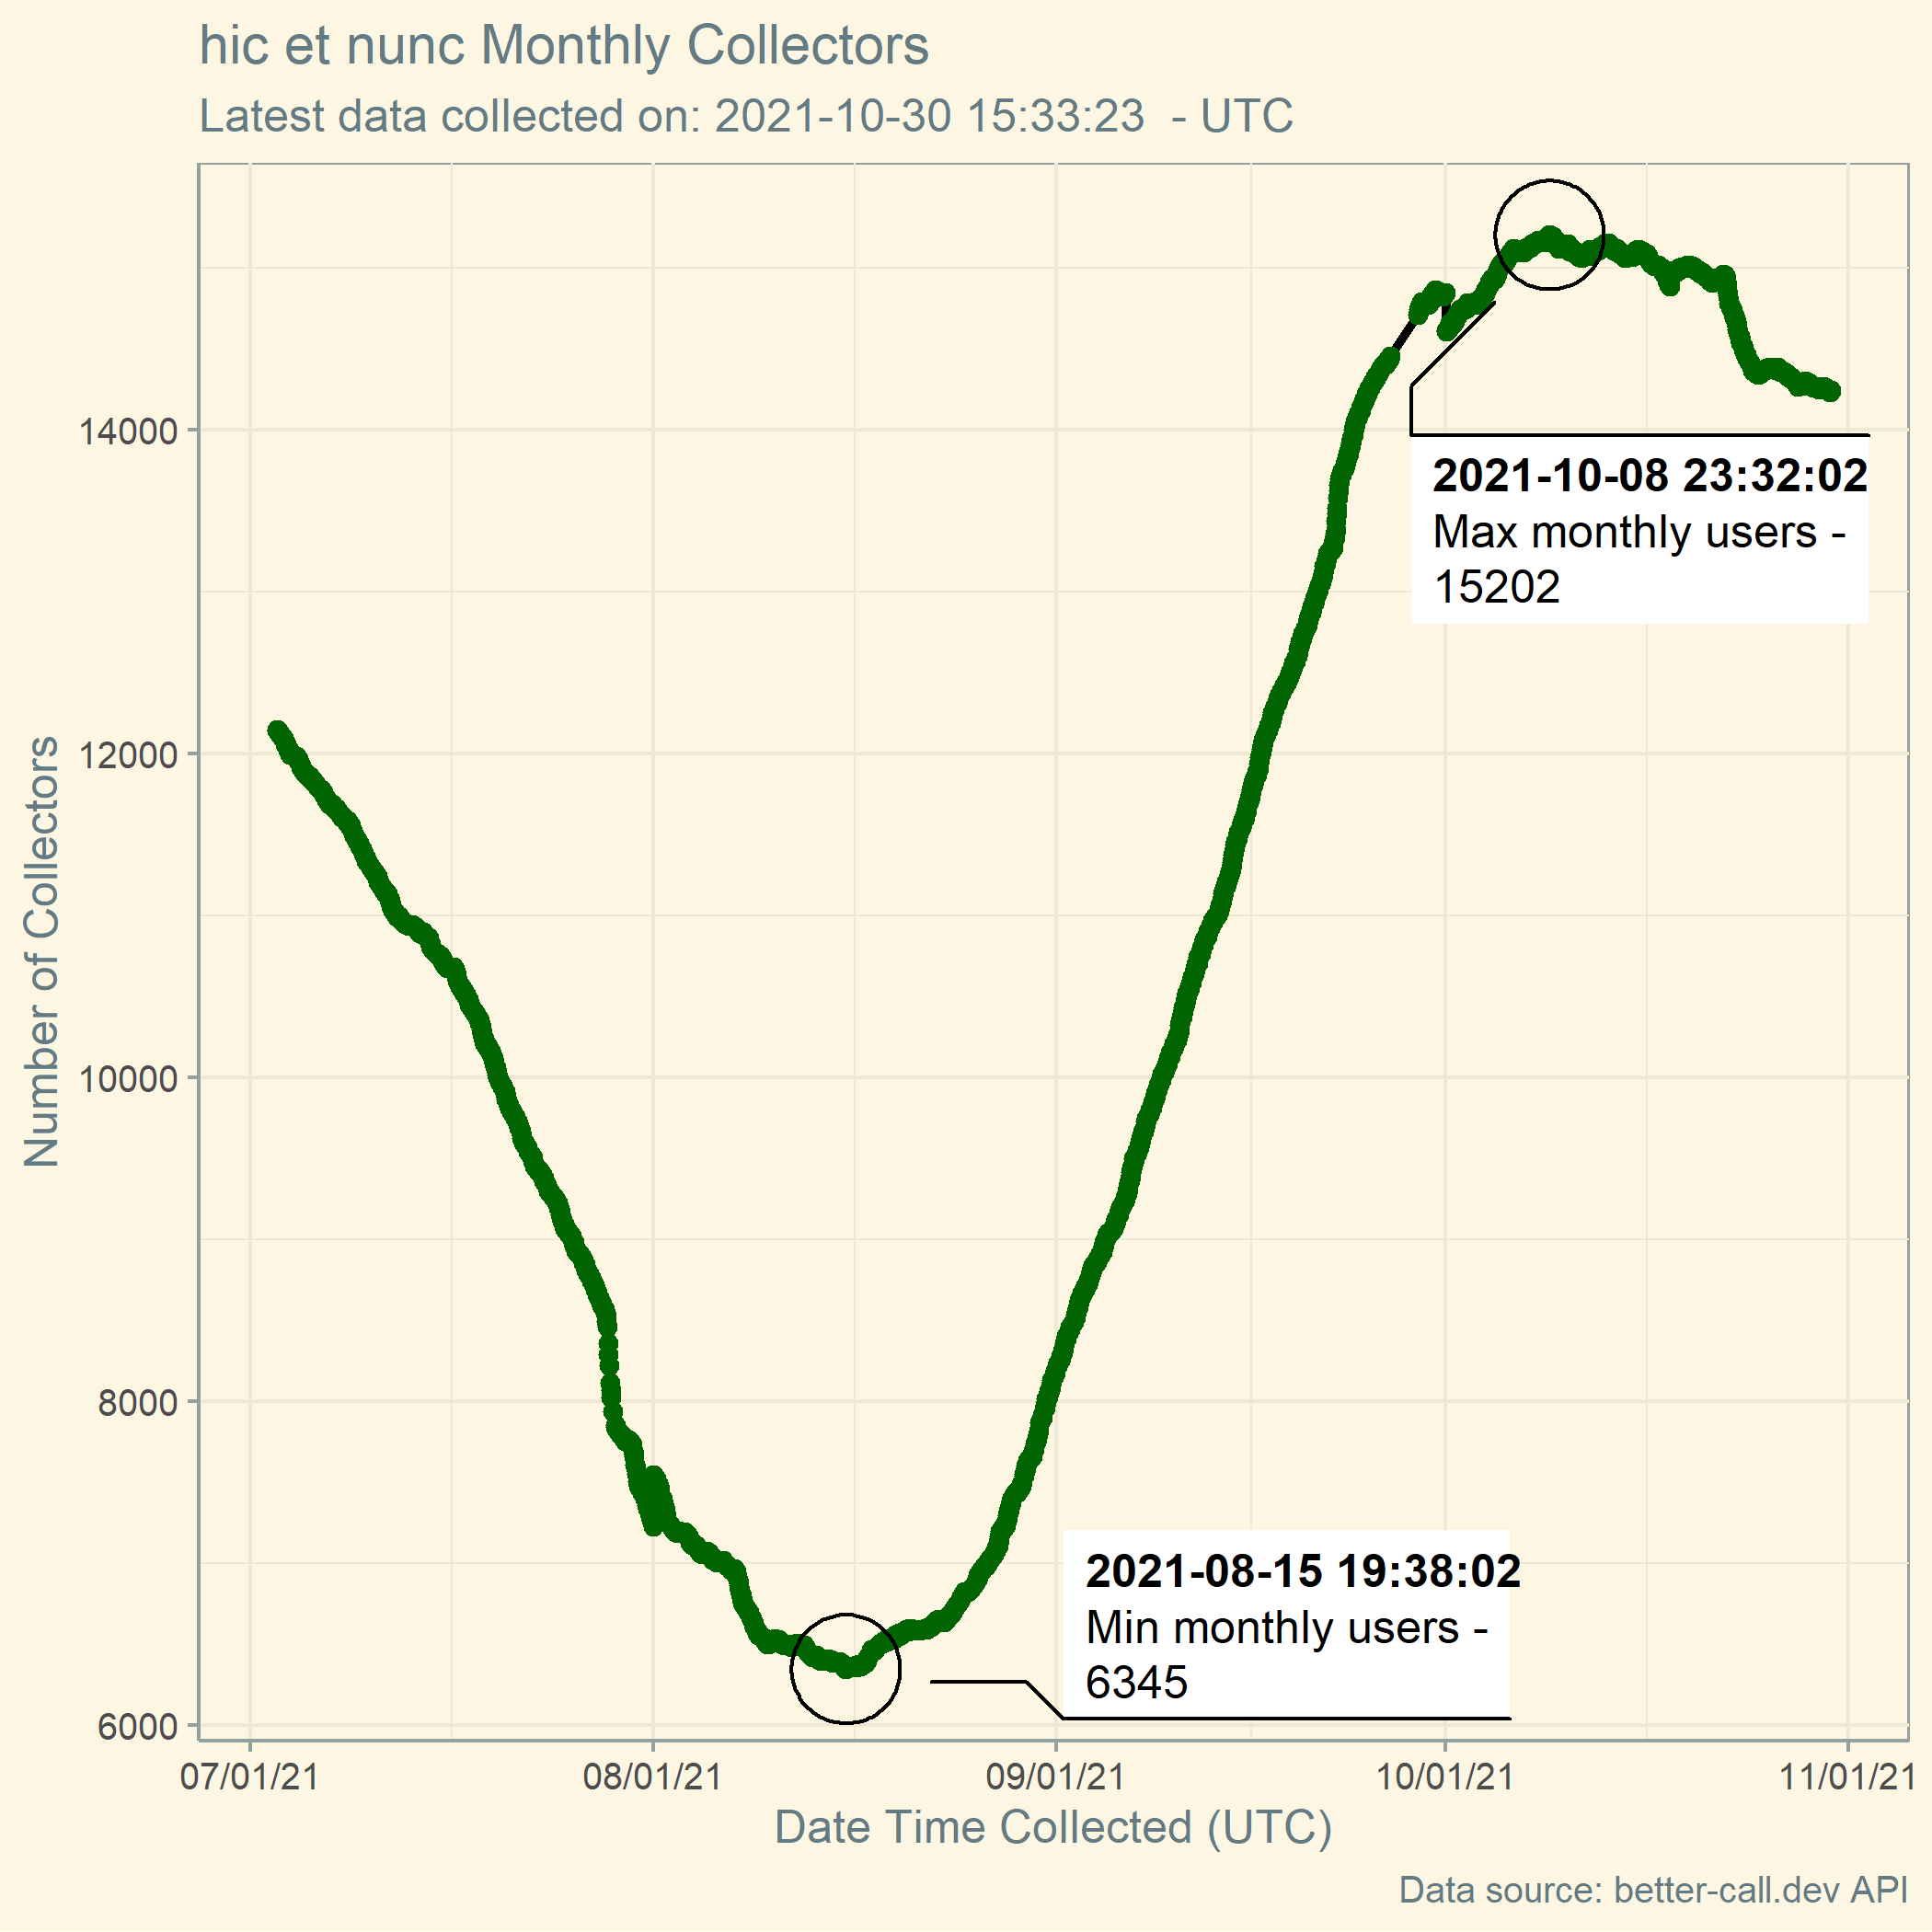 hic et nunc Monthly Collectors
Latest data collected on: 2021-10-30 15:33:23 - UTC
Number of Collectors
14000
12000
10000
8000
6000
2021-10-08 23:32:02
Max monthly users -
15202
2021-08-15 19:38:02
Min monthly users -
6345
07/01/21
08/01/21
09/01/21
10/01/21
11/01/21
Date Time Collected (UTC)
Data source: better-call.dev API